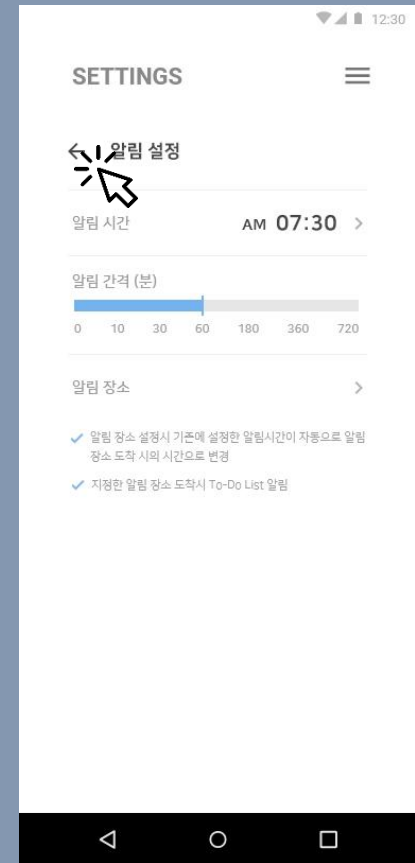 12:30
SETTINGS
알림 설정
알림 시간 AM 07:30
알림 간격 (분)
0 10 30 60 180 360 720
알림 장소
알림 장소 설정시 기존에 설정한 알림시간이 자동으로 알림
장소 도착 시의 시간으로 변경
지정한 알림 장소 도착시 To-Do List 알림